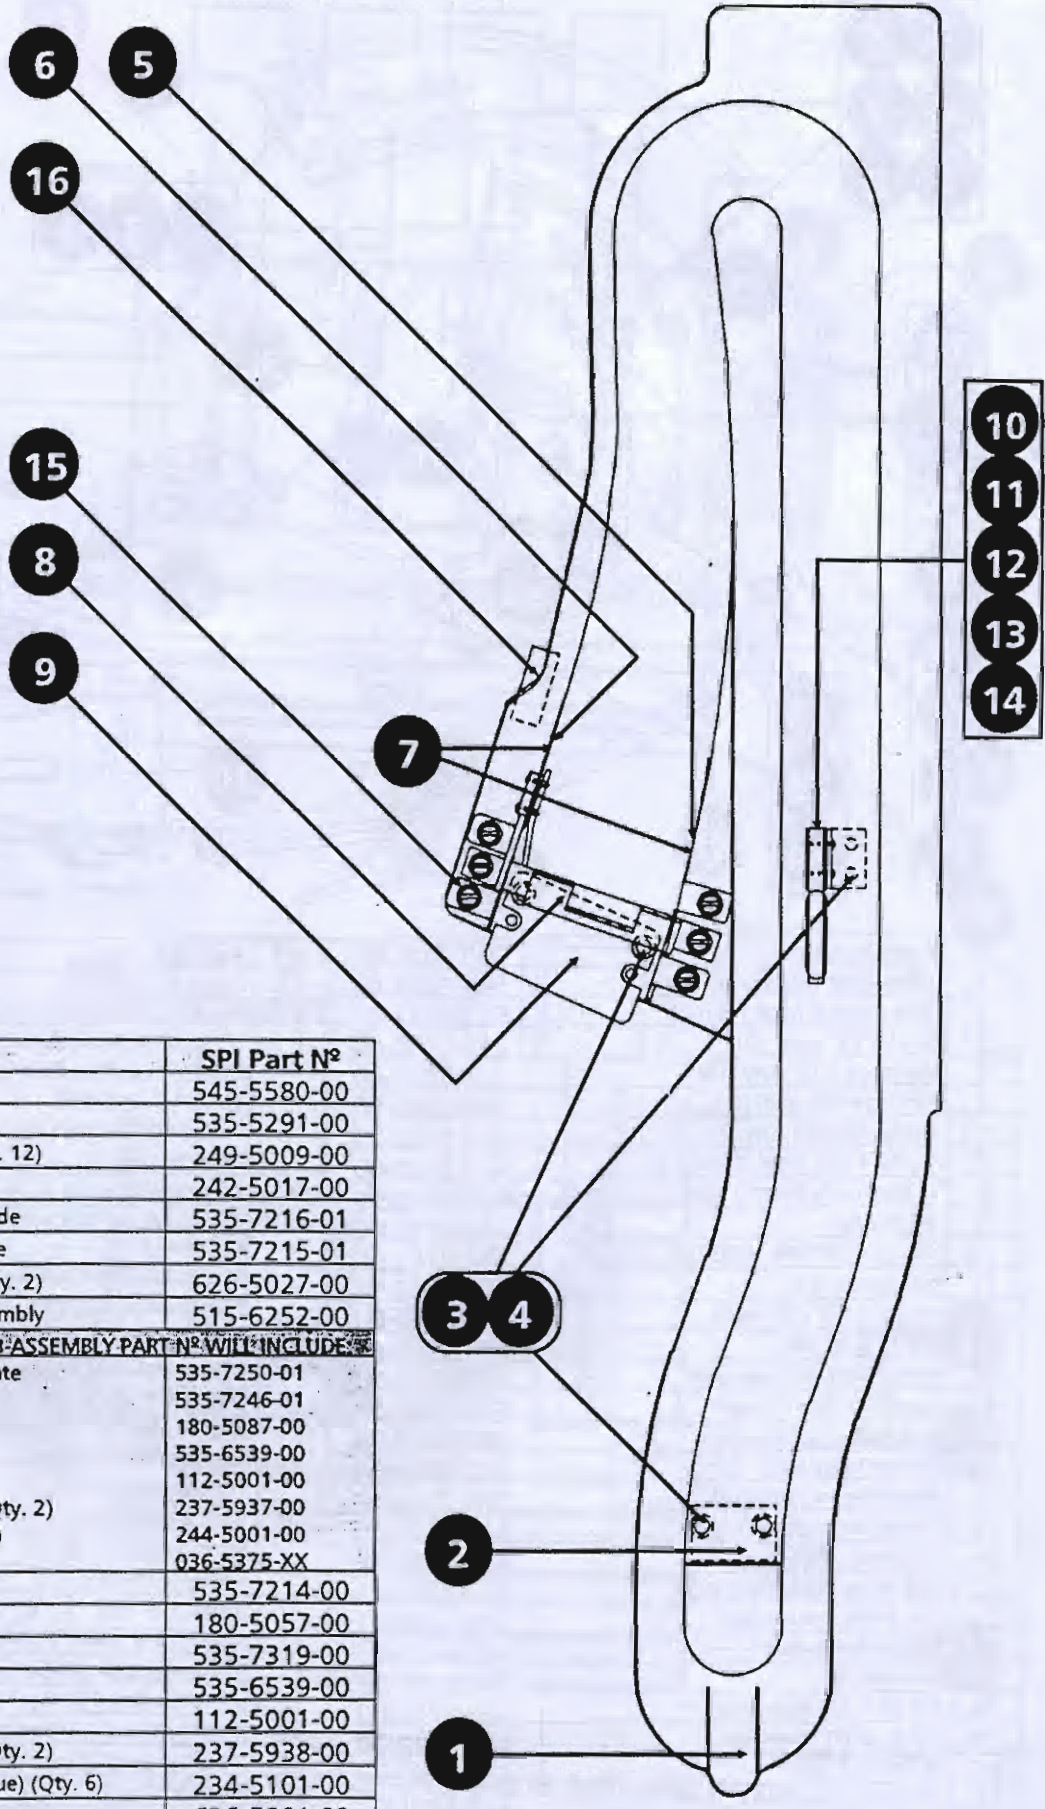 6
5
16
10
11
12
13
14
15
8
9
7
SPI Part Nº
545-5580-00
535-5291-00
. 12) 249-5009-00
242-5017-00
de 535-7216-01
e 535-7215-01
y. 2) 626-5027-00
mbly 515-6252-00
-ASSEMBLY PART Nº WILL INCLUDE
te 535-7250-01
535-7246-01
180-5087-00
535-6539-00
112-5001-00
ty. 2) 237-5937-00
244-5001-00
036-5375-XX
535-7214-00
180-5057-00
535-7319-00
535-6539-00
112-5001-00
ty. 2) 237-5938-00
ue) (Qty. 6) 234-5101-00
3 4
2
1